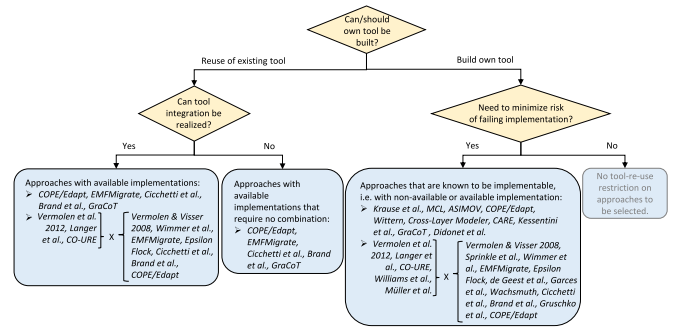 Can/should
own tool be
built?
Reuse of existing tool
Build own tool
Can tool
integration be
realized?
Need to minimize risk
of failing implementation?
Yes
No
Yes
No
Approaches with available implementations:
➢ COPE/Edapt, EMFMigrate, Cicchetti et al.,
Brand et al., GraCoT
➢ Vermolen et al.
2012, Langer
et al., CO-URE
X
Vermolen & Visser
2008, Wimmer et al.,
EMFMigrate, Epsilon
Flock, Cicchetti et al.,
Brand et al.,
COPE/Edapt
Approaches with
available
implementations that
require no combination:
➢ COPE/Edapt,
EMFMigrate,
Cicchetti et al., Brand
et al., GraCoT
Approaches that are known to be implementable,
i.e. with non-available or available implementation:
➢ Krause et al., MCL, ASIMOV, COPE/Edapt,
Wittern, Cross-Layer Modeler, CARE, Kessentini
et al., GraCoT , Didonet et al.
➢ Vermolen et al.
2012, Langer et
al., CO-URE,
Williams et al.,
Müller et al.
X
Vermolen & Visser 2008,
Sprinkle et al., Wimmer et
al., EMFMigrate, Epsilon
Flock, de Geest et al., Garces
et al., Wachsmuth, Cicchetti
et al., Brand et al., Gruschko
et al., COPE/Edapt
No tool-re-use
restriction on
approaches to
be selected.